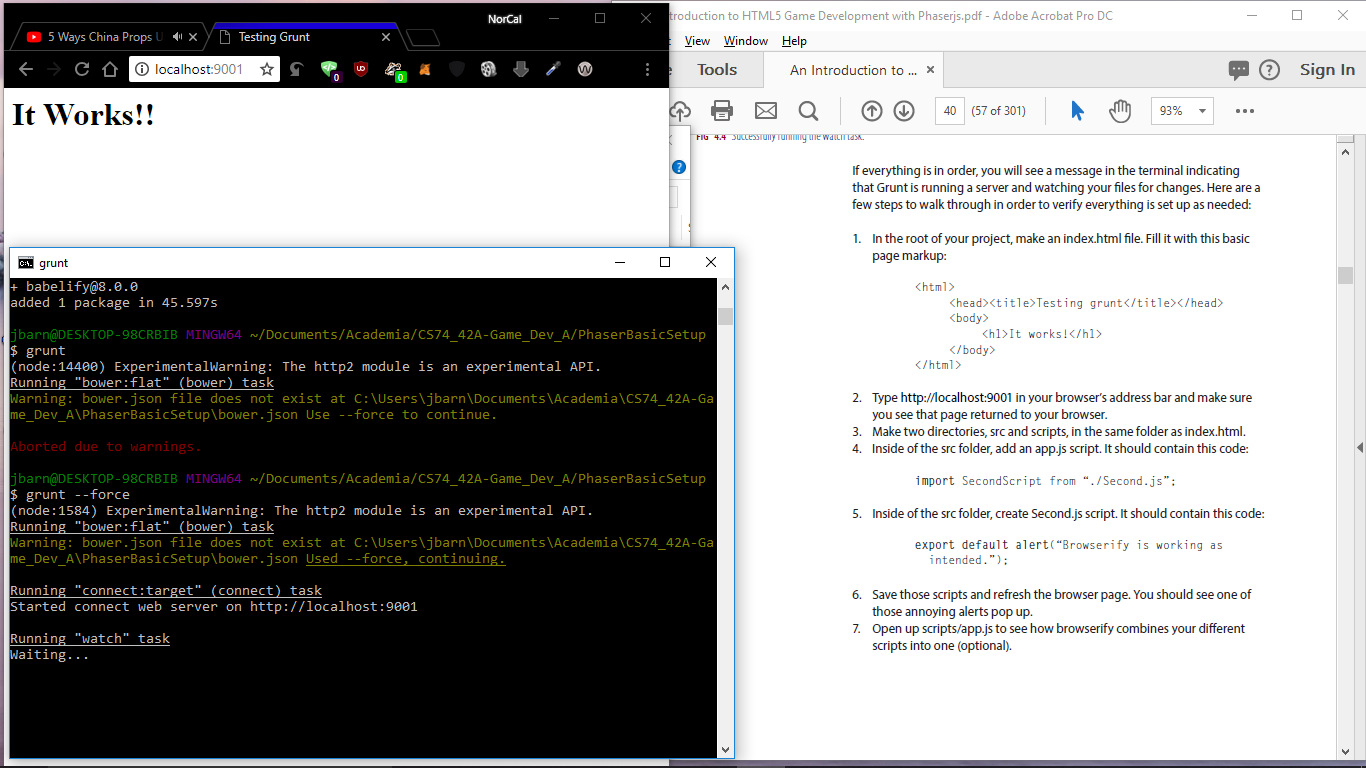 NorCal
5 Ways China Props U
Testing Grunt
localhost:9001
0
0
It Works!!
grunt
+ babelify@8.0.0
added 1 package in 45.597s
jbarn@DESKTOP-98CRBIB MINGW64 ~/Documents/Academia/CS74_42A-Game_Dev_A/PhaserBasicSetup
$ grunt
(node:14400) ExperimentalWarning: The http2 module is an experimental API.
Running "bower:flat" (bower) task
Warning: bower.json file does not exist at C:\Users\jbarn\Documents\Academia\CS74_42A-Ga
me_Dev_A\PhaserBasicSetup\bower.json Use --force to continue.
Aborted due to warnings.
jbarn@DESKTOP-98CRBIB MINGW64 ~/Documents/Academia/CS74_42A-Game_Dev_A/PhaserBasicSetup
$ grunt --force
(node:1584) ExperimentalWarning: The http2 module is an experimental API.
Running "bower:flat" (bower) task
Warning: bower.json file does not exist at C:\Users\jbarn\Documents\Academia\CS74_42A-Ga
me_Dev_A\PhaserBasicSetup\bower.json Used --force, continuing.
Running "connect:target" (connect) task
Started connect web server on http://localhost:9001
Running "watch" task
Waiting...
troduction to HTML5 Game Development with Phaserjs.pdf - Adobe Acrobat Pro DC
View Window Help
Tools
An Introduction to ...
Sign In
40 (57 of 301)
93%
FIG 4.4 Successfully running the watch task.
If everything is in order, you will see a message in the terminal indicating
that Grunt is running a server and watching your files for changes. Here are a
few steps to walk through in order to verify everything is set up as needed:
1. In the root of your project, make an index.html file. Fill it with this basic
page markup:
<html>
<head><title>Testing grunt</title></head>
<body>
<h1>It works!</h1>
</body>
</html>
2. Type http://localhost:9001 in your browser’s address bar and make sure
you see that page returned to your browser.
3. Make two directories, src and scripts, in the same folder as index.html.
4. Inside of the src folder, add an app.js script. It should contain this code:
import SecondScript from “./Second.js”;
5. Inside of the src folder, create Second.js script. It should contain this code:
export default alert(“Browserify is working as
intended.”);
6. Save those scripts and refresh the browser page. You should see one of
those annoying alerts pop up.
7. Open up scripts/app.js to see how browserify combines your different
scripts into one (optional).